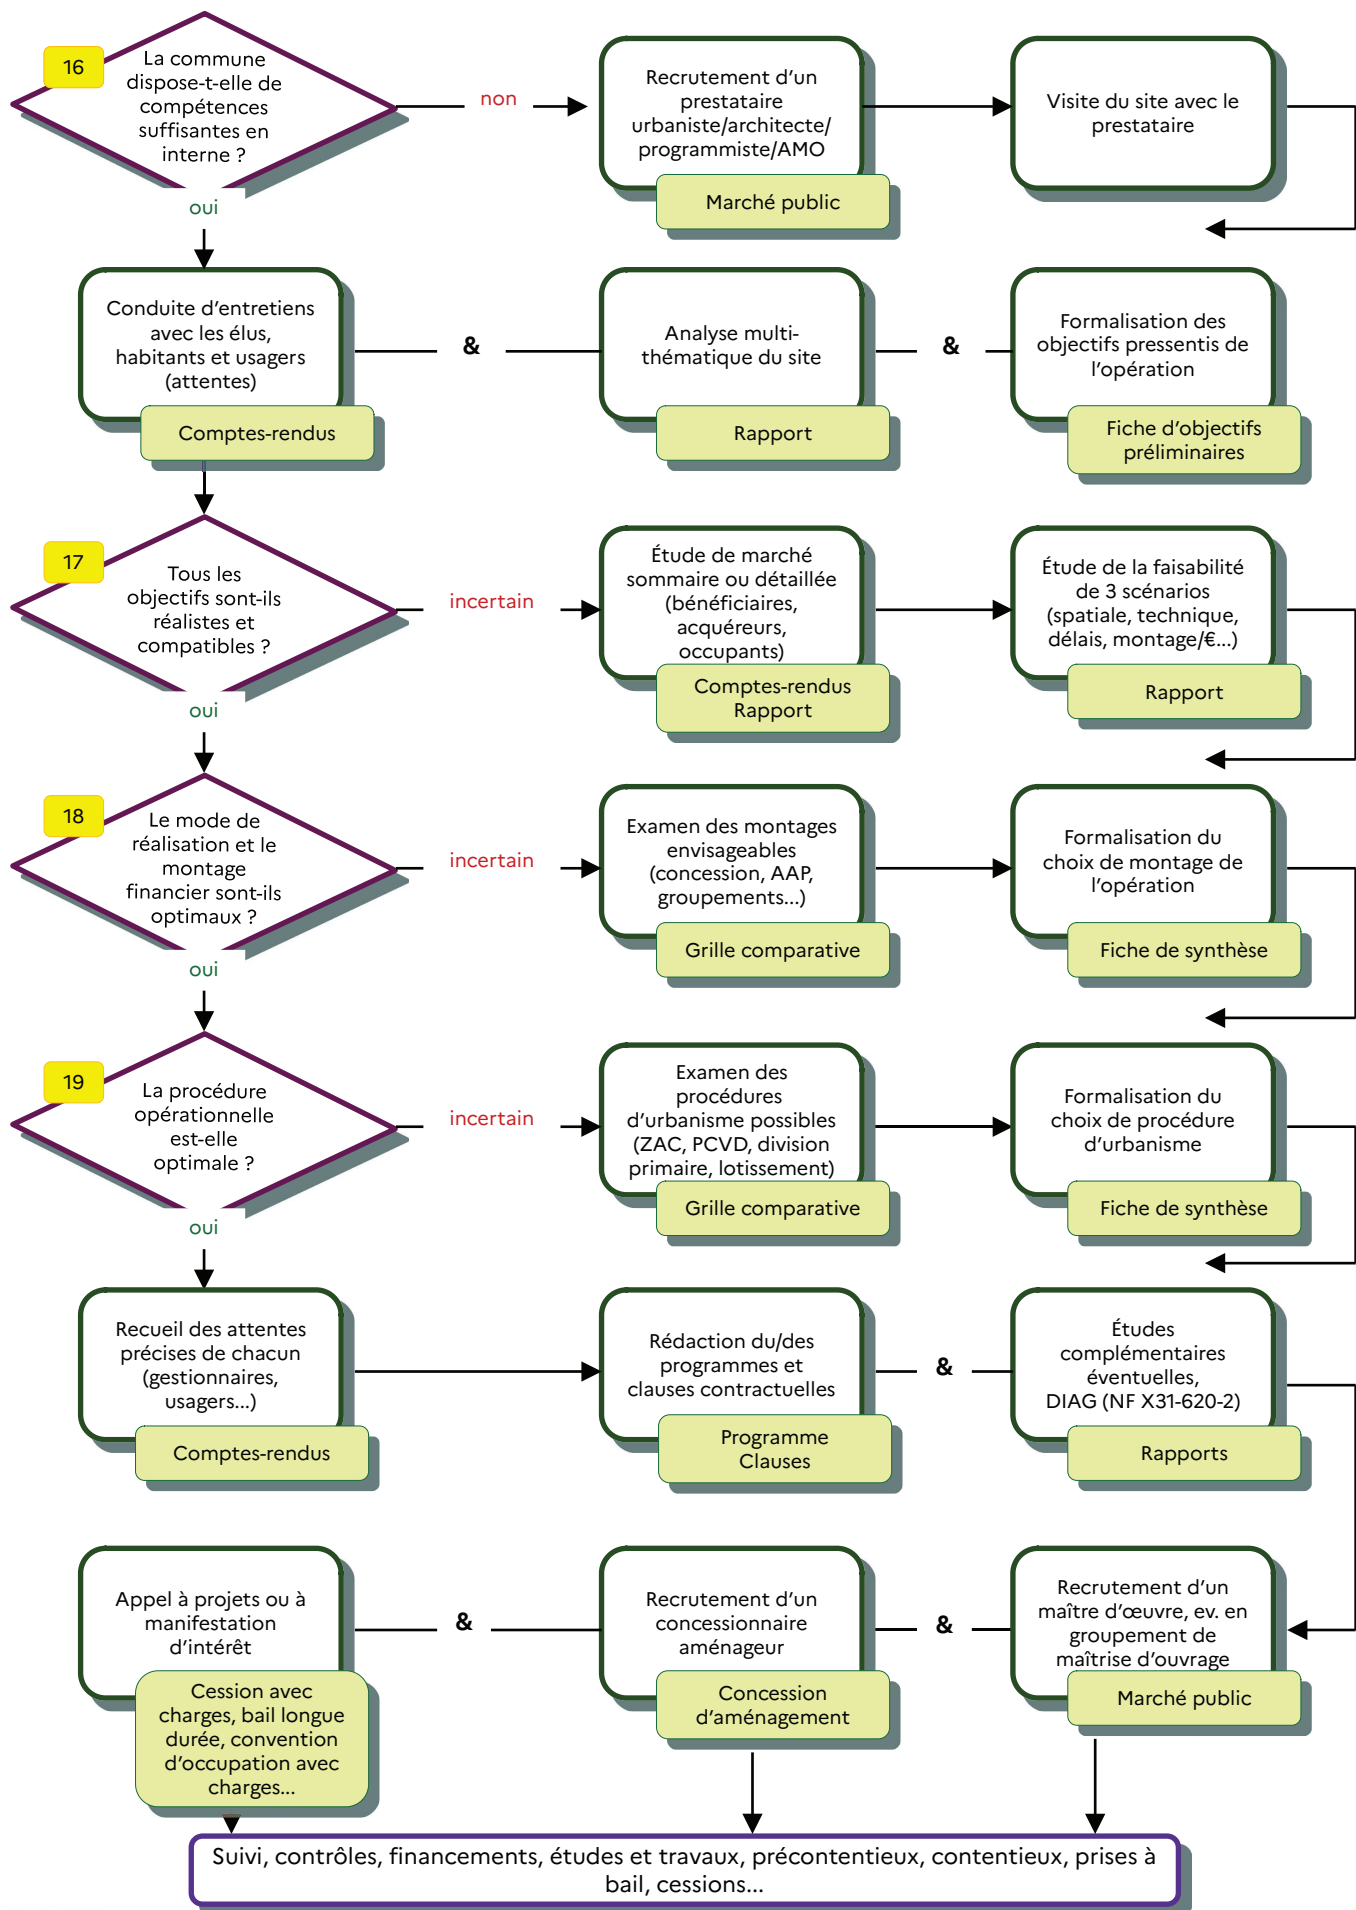 16
La commune
dispose-t-elle de
compétences
suffisantes en
interne ?
non
Recrutement d'un
prestataire
urbaniste/architecte/
programmiste/AMO
Marché public
Visite du site avec le
prestataire
oui
Conduite d'entretiens
avec les élus,
habitants et usagers
(attentes)
Comptes-rendus
&
Analyse multi-
thématique du site
Rapport
&
Formalisation des
objectifs pressentis de
l'opération
Fiche d'objectifs
préliminaires
17
Tous les
objectifs sont-ils
réalistes et
compatibles ?
incertain
Étude de marché
sommaire ou détaillée
(bénéficiaires,
acquéreurs,
occupants)
Comptes-rendus
Rapport
Étude de la faisabilité
de 3 scénarios
(spatiale, technique,
délais, montage/€...)
Rapport
oui
18
Le mode de
réalisation et le
montage
financier sont-ils
optimaux ?
incertain
Examen des montages
envisageables
(concession, AAP,
groupements...)
Grille comparative
Formalisation du
choix de montage de
l'opération
Fiche de synthèse
oui
19
La procédure
opérationnelle
est-elle
optimale ?
incertain
Examen des
procédures
d'urbanisme possibles
(ZAC, PCVD, division
primaire, lotissement)
Grille comparative
Formalisation du
choix de procédure
d'urbanisme
Fiche de synthèse
oui
Recueil des attentes
précises de chacun
(gestionnaires,
usagers...)
Comptes-rendus
Rédaction du/des
programmes et
clauses contractuelles
Programme
Clauses
&
Études
complémentaires
éventuelles,
DIAG (NF X31-620-2)
Rapports
Appel à projets ou à
manifestation
d'intérêt
Cession avec
charges, bail longue
durée, convention
d'occupation avec
charges...
&
Recrutement d'un
concessionnaire
aménageur
Concession
d'aménagement
&
Recrutement d'un
maître d'œuvre, ev. en
groupement de
maîtrise d'ouvrage
Marché public
Suivi, contrôles, financements, études et travaux, précontentieux, contentieux, prises à
bail, cessions...